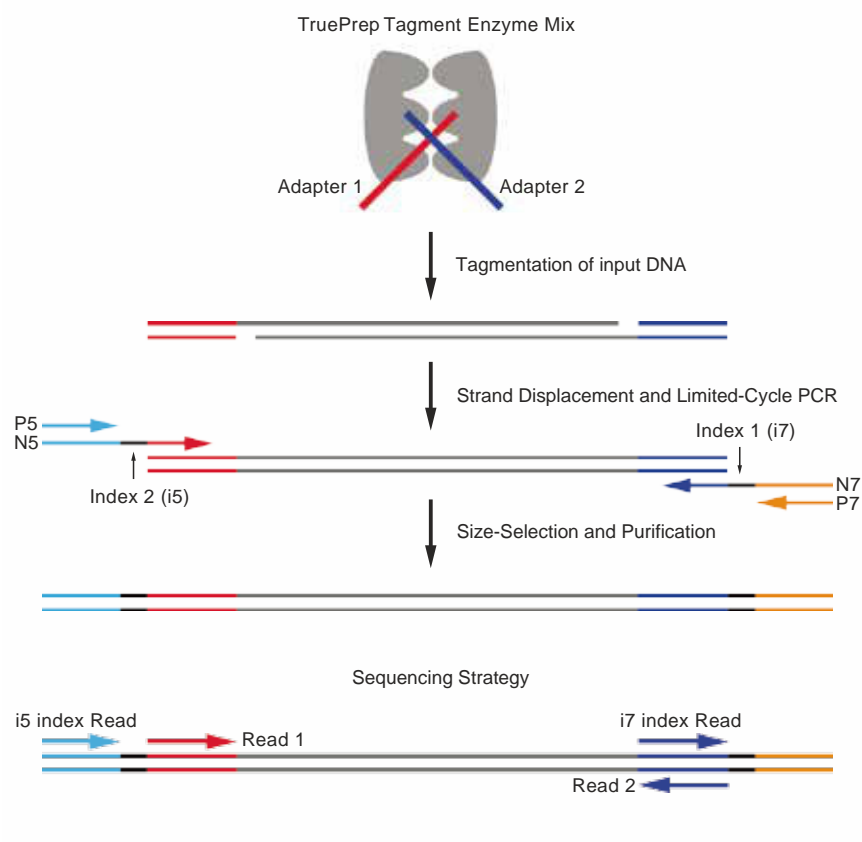 TruePrep Tagment Enzyme Mix
Adapter 1
Adapter 2
Tagmentation of input DNA
Strand Displacement and Limited-Cycle PCR
P5
N5
Index 1 (i7)
Index 2 (i5)
N7
P7
Size-Selection and Purification
Sequencing Strategy
i5 index Read
i7 index Read
Read 1
Read 2